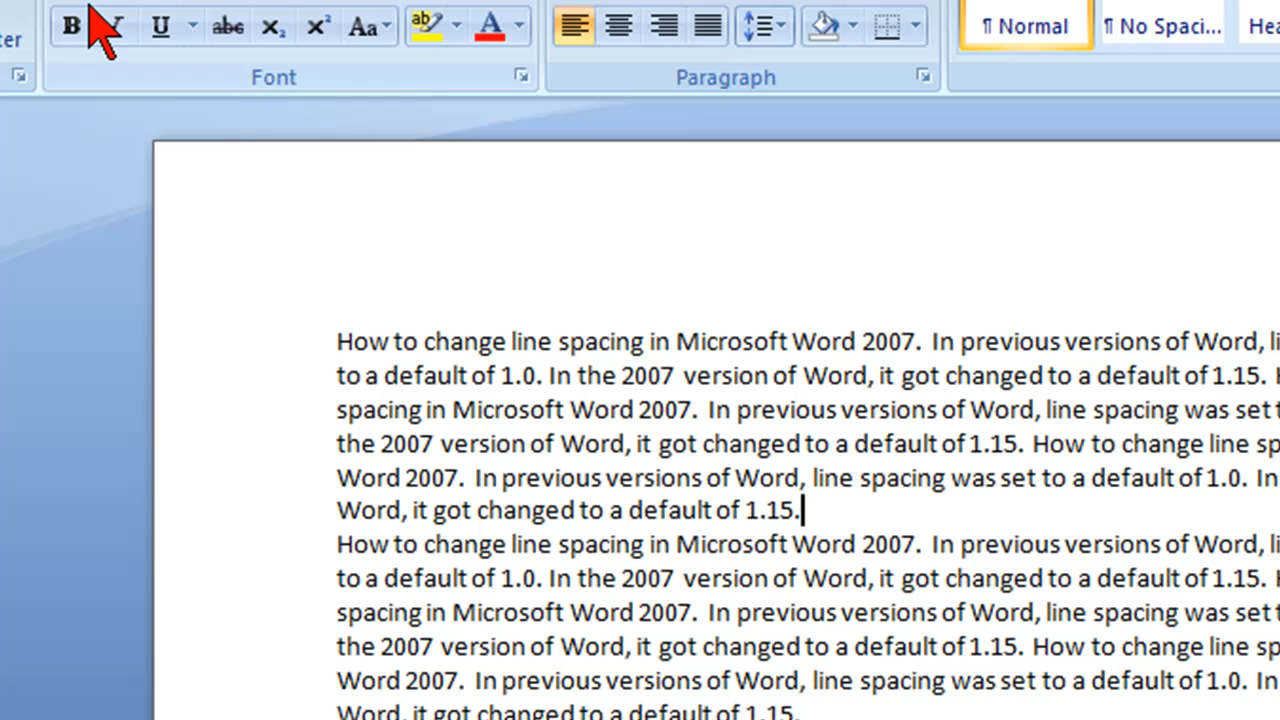 ter
B
U
abc
X₂
X²
Aa
ab
A
¶ Normal
¶ No Spaci...
Hea
Font
Paragraph
How to change line spacing in Microsoft Word 2007.  In previous versions of Word, li
to a default of 1.0. In the 2007 version of Word, it got changed to a default of 1.15. H
spacing in Microsoft Word 2007.  In previous versions of Word, line spacing was set t
the 2007 version of Word, it got changed to a default of 1.15. How to change line sp
Word 2007.  In previous versions of Word, line spacing was set to a default of 1.0. In
Word, it got changed to a default of 1.15.
How to change line spacing in Microsoft Word 2007.  In previous versions of Word, li
to a default of 1.0. In the 2007 version of Word, it got changed to a default of 1.15. H
spacing in Microsoft Word 2007.  In previous versions of Word, line spacing was set t
the 2007 version of Word, it got changed to a default of 1.15. How to change line sp
Word 2007.  In previous versions of Word, line spacing was set to a default of 1.0. In
Word, it got changed to a default of 1.15.